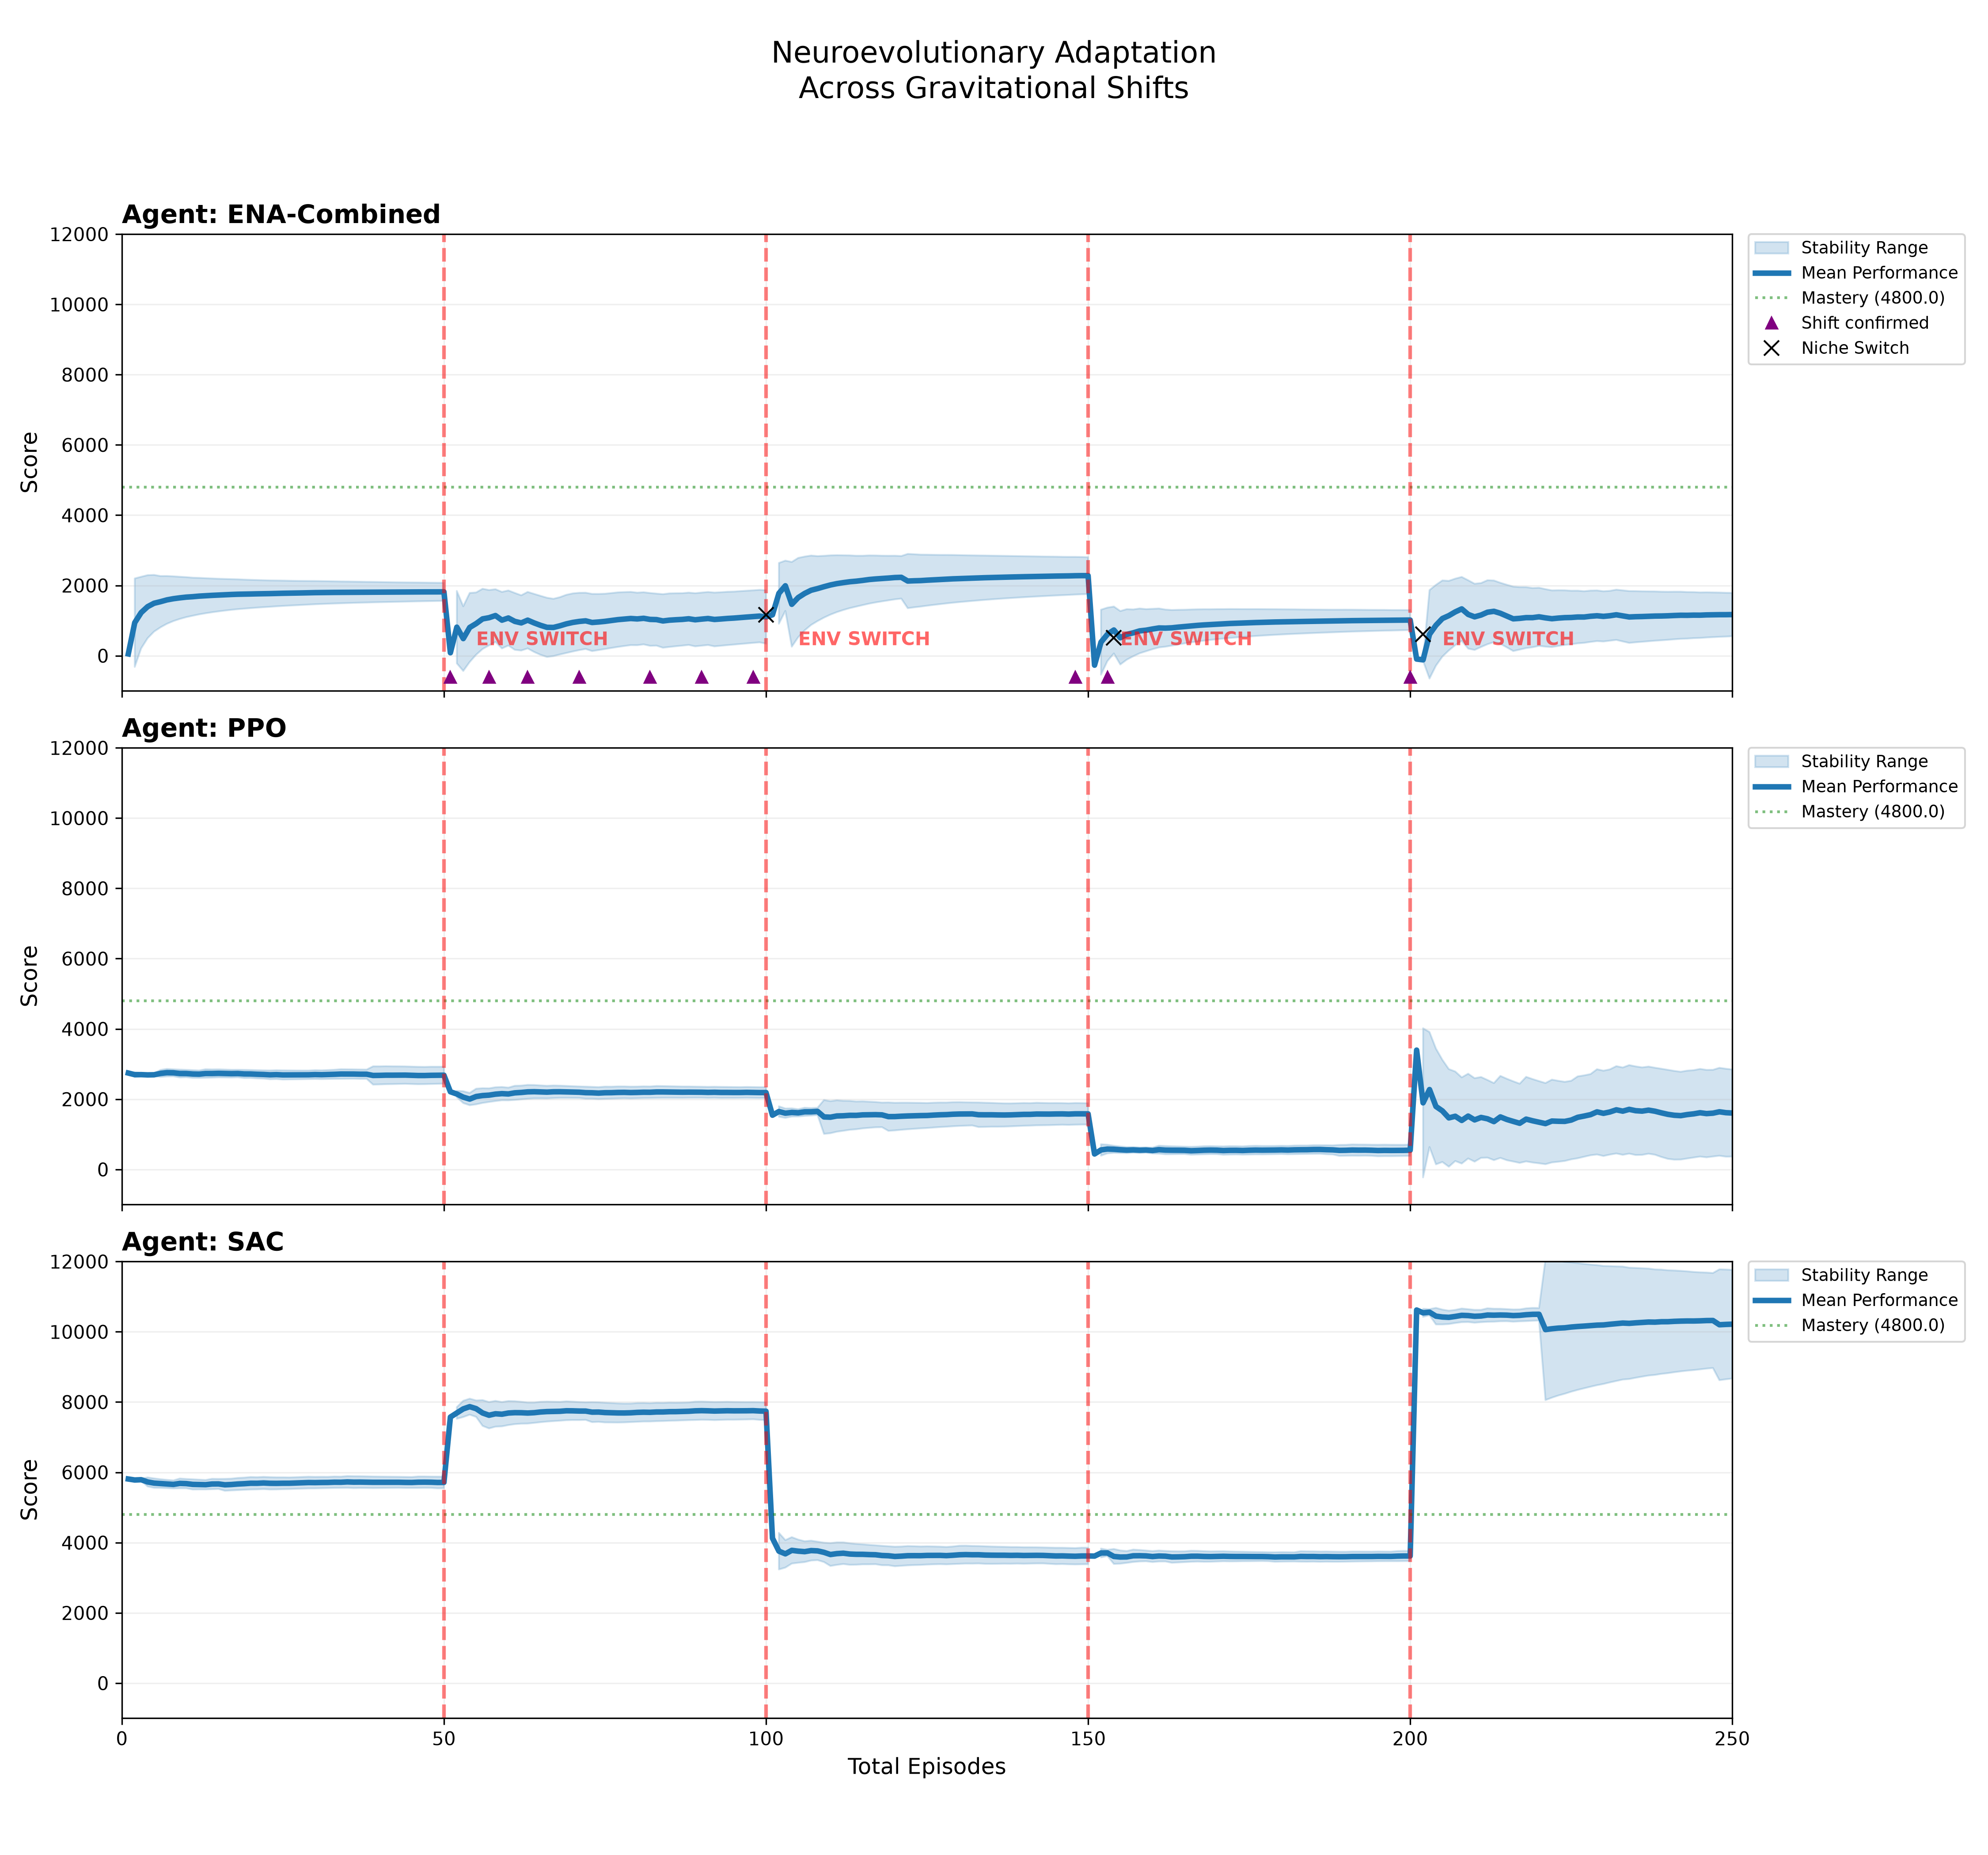 Neuroevolutionary Adaptation
Across Gravitational Shifts
Agent: ENA-Combined
12000
10000
8000
6000
4000
2000
0
Score
ENV SWITCH
ENV SWITCH
ENV SWITCH
ENV SWITCH
Stability Range
Mean Performance
Mastery (4800.0)
Shift confirmed
Niche Switch
Agent: PPO
12000
10000
8000
6000
4000
2000
0
Score
Stability Range
Mean Performance
Mastery (4800.0)
Agent: SAC
12000
10000
8000
6000
4000
2000
0
Score
Stability Range
Mean Performance
Mastery (4800.0)
0 50 100 150 200 250
Total Episodes